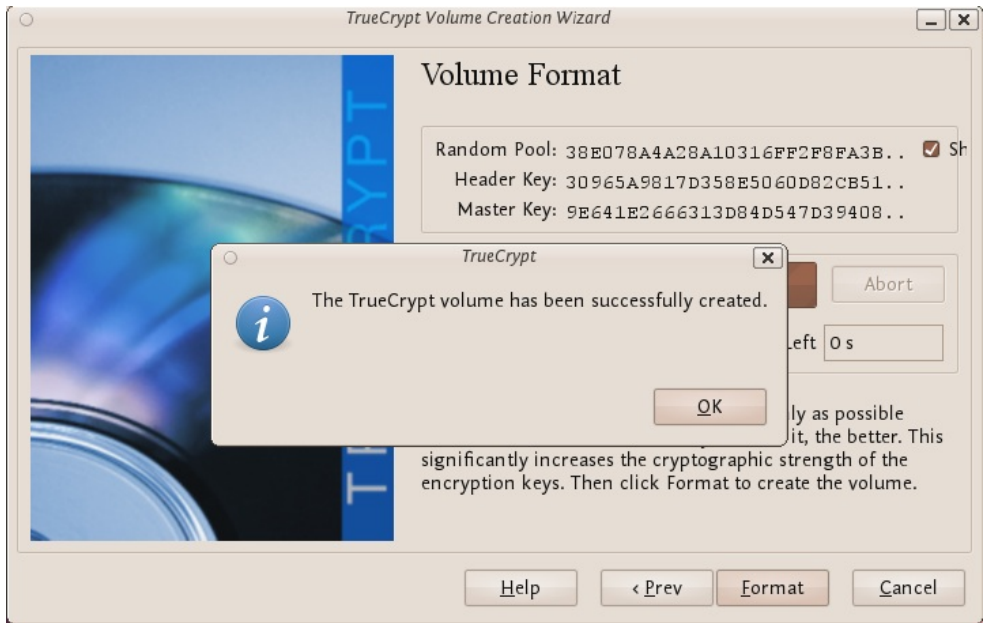 TrueCrypt Volume Creation Wizard
Volume Format
Random Pool: 38E078A4A28A10316FF2F8FA3B.. Sh
Header Key: 30965A9817D358E5060D82CB51..
Master Key: 9E641E2666313D84D547D39408..
TrueCrypt
The TrueCrypt volume has been successfully created.
OK
Abort
Left 0 s
ly as possible
it, the better. This
significantly increases the cryptographic strength of the
encryption keys. Then click Format to create the volume.
Help < Prev Format Cancel